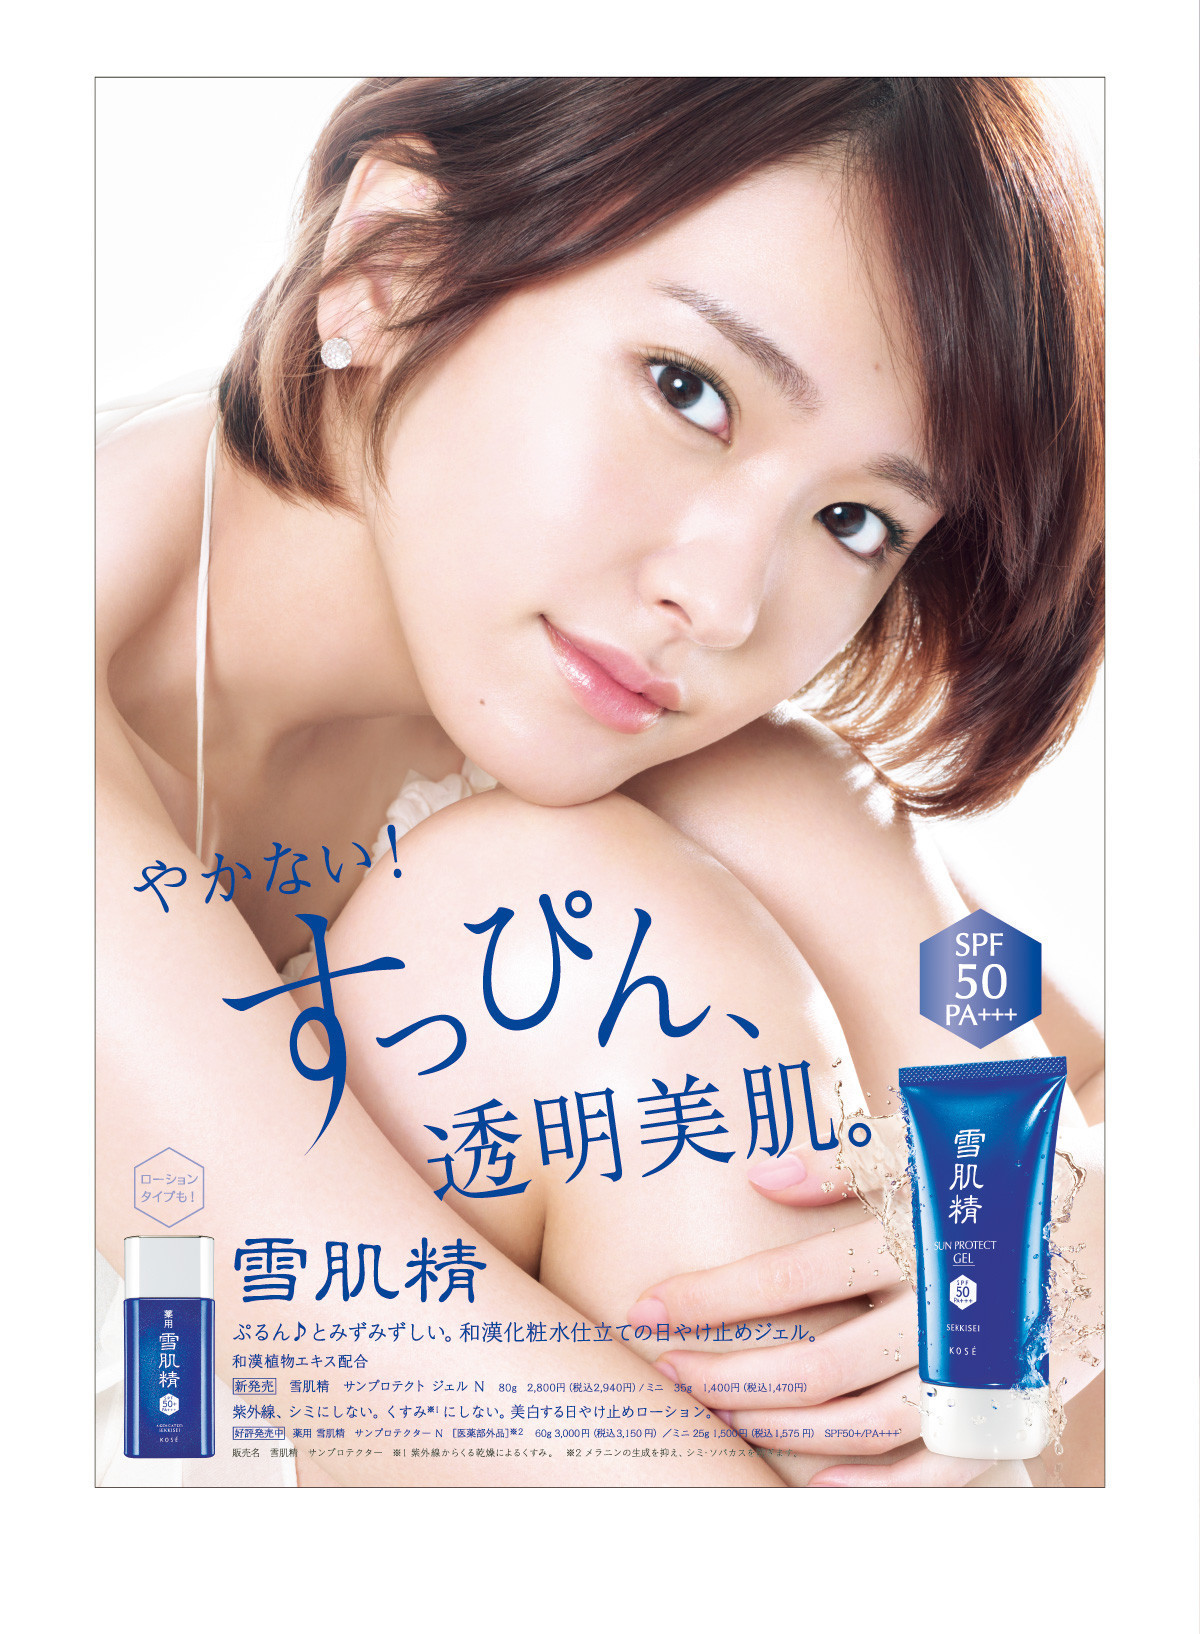 やかない！
すっぴん、
透明美肌。
SPF
50
PA+++
雪肌精
SUN PROTECT
GEL
SPF
50
PA+++
SEKKISEI
KOSÉ
ローション
タイプも！
薬用
雪肌精
SPF
50+
PA+++
MEDICATED
SEKKISEI
KOSÉ
雪肌精
ぷるん♪とみずみずしい。和漢化粧水仕立ての日やけ止めジェル。
和漢植物エキス配合
新発売 雪肌精 サンプロテクト ジェル N 80g 2,800円（税込2,940円）/ミニ 35g 1,400円（税込1,470円）
紫外線、シミにしない。くすみ※1にしない。美白する日やけ止めローション。
好評発売中 薬用 雪肌精 サンプロテクター N ［医薬部外品］※2 60g 3,000円（税込3,150円）／ミニ 25g 1,500円（税込1,575円） SPF50+/PA+++
販売名 雪肌精 サンプロテクター ※1 紫外線からくる乾燥によるくすみ。 ※2 メラニンの生成を抑え、シミ・ソバカスを防ぎます。